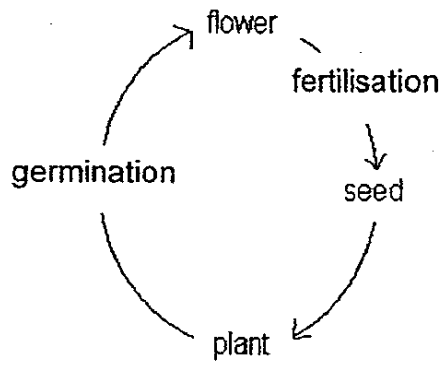 flower
fertilisation
germination
seed
plant